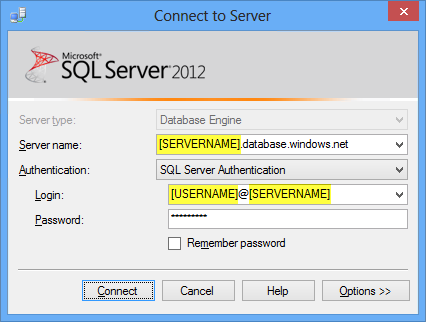 Connect to Server
Microsoft
SQL Server 2012
Server type: Database Engine
Server name: [SERVERNAME].database.windows.net
Authentication: SQL Server Authentication
Login: [USERNAME]@[SERVERNAME]
Password: *********
Remember password
Connect Cancel Help Options >>